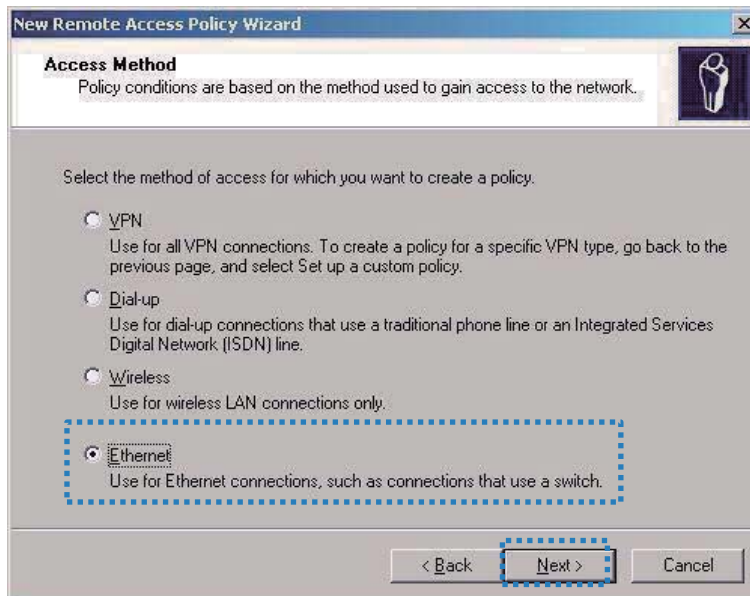 New Remote Access Policy Wizard
Access Method
Policy conditions are based on the method used to gain access to the network.
Select the method of access for which you want to create a policy.
VPN
Use for all VPN connections. To create a policy for a specific VPN type, go back to the
previous page, and select Set up a custom policy.
Dial-up
Use for dial-up connections that use a traditional phone line or an Integrated Services
Digital Network (ISDN) line.
Wireless
Use for wireless LAN connections only.
Ethernet
Use for Ethernet connections, such as connections that use a switch.
< Back Next > Cancel